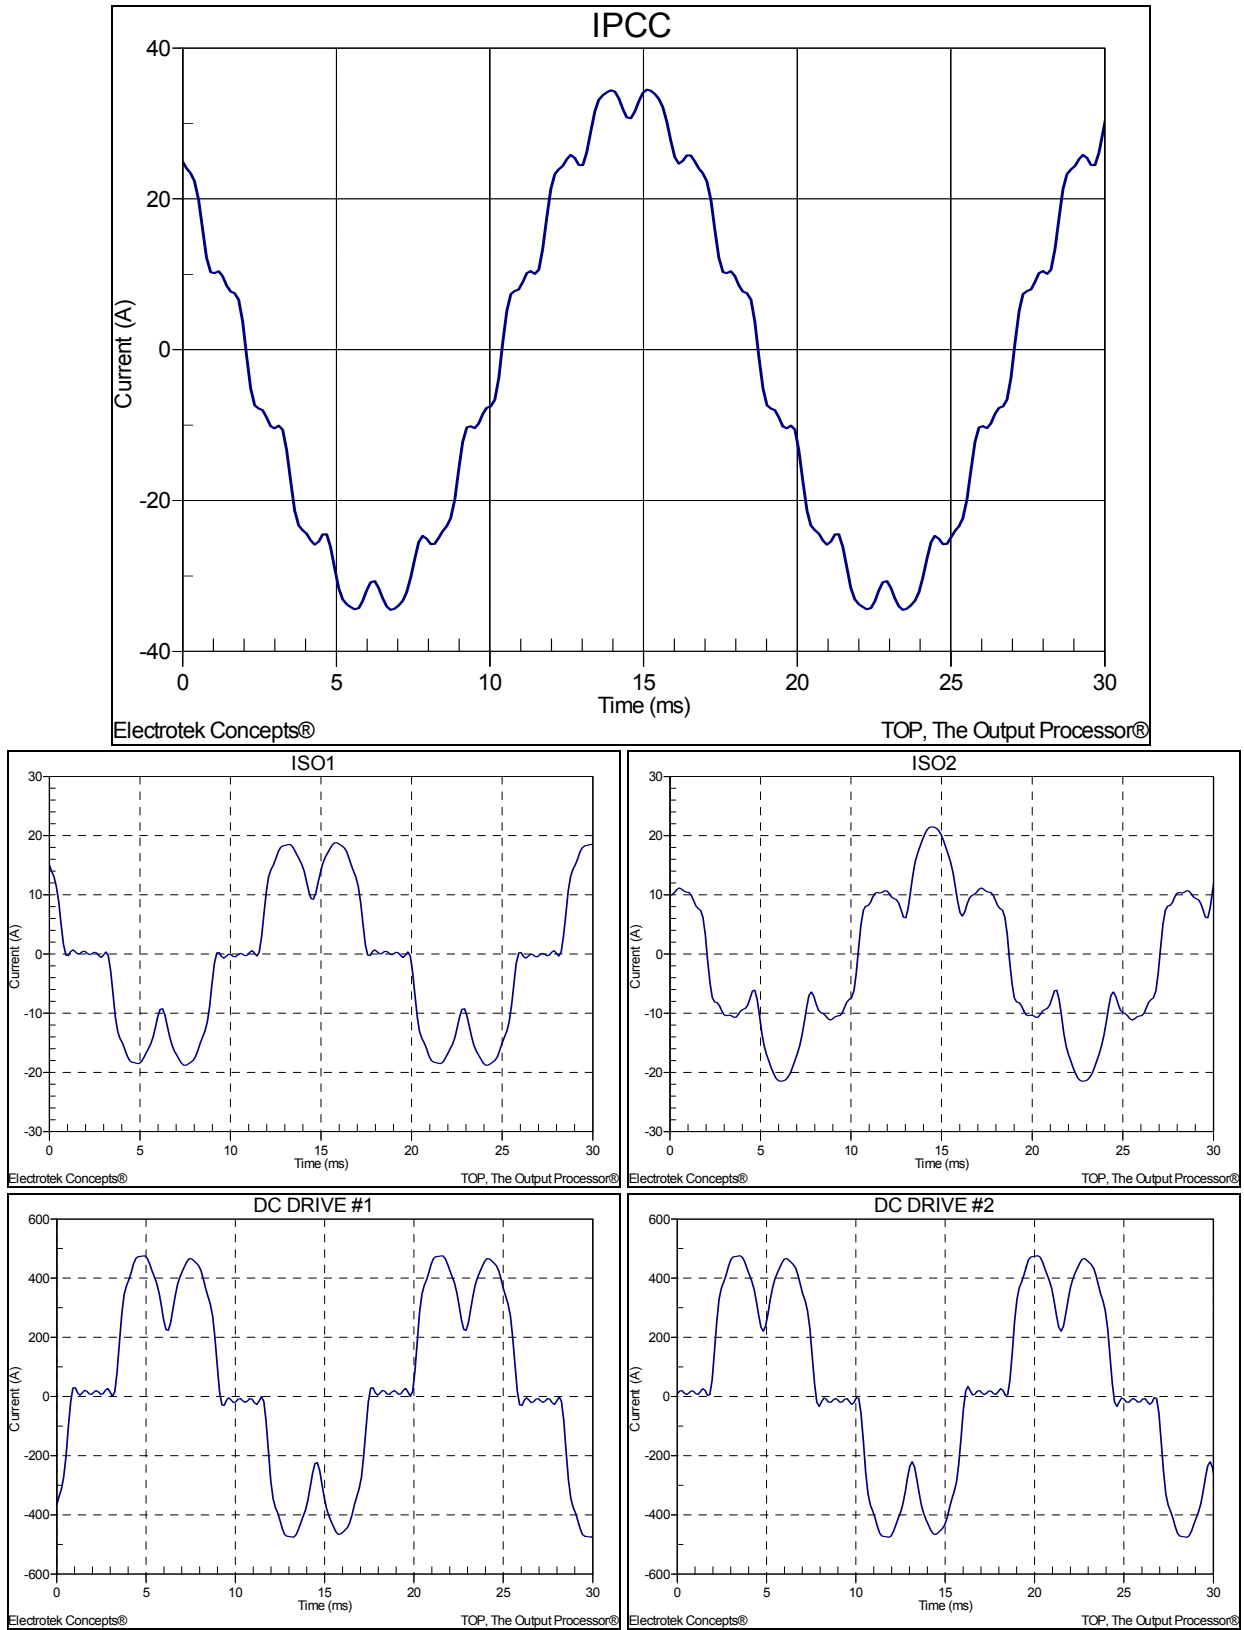 IPCC
40
20
0
-20
-40
Current (A)
0 5 10 15 20 25 30
Time (ms)
Electrotek Concepts® TOP, The Output Processor®
ISO1
30
20
10
0
-10
-20
-30
Current (A)
0 5 10 15 20 25 30
Time (ms)
Electrotek Concepts® TOP, The Output Processor®
ISO2
30
20
10
0
-10
-20
-30
Current (A)
0 5 10 15 20 25 30
Time (ms)
Electrotek Concepts® TOP, The Output Processor®
DC DRIVE #1
600
400
200
0
-200
-400
-600
Current (A)
0 5 10 15 20 25 30
Time (ms)
Electrotek Concepts® TOP, The Output Processor®
DC DRIVE #2
600
400
200
0
-200
-400
-600
Current (A)
0 5 10 15 20 25 30
Time (ms)
Electrotek Concepts® TOP, The Output Processor®